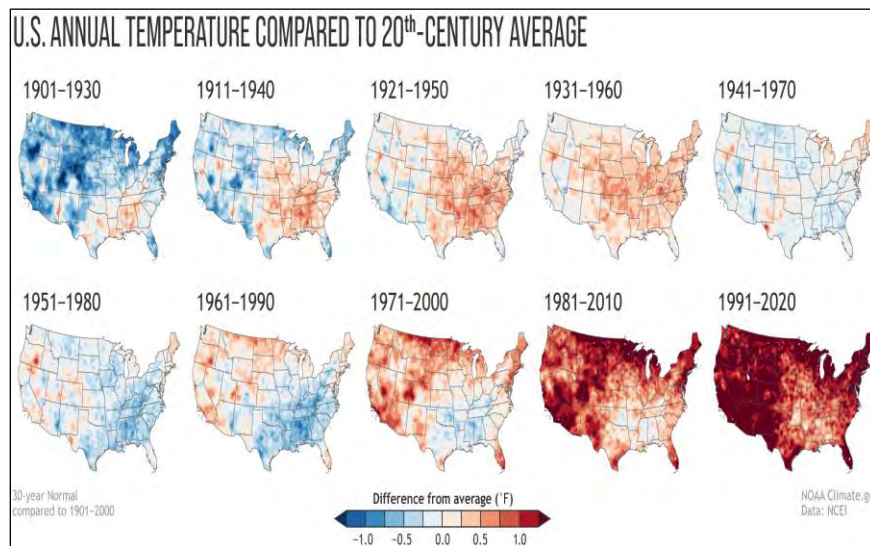 U.S. ANNUAL TEMPERATURE COMPARED TO 20th-CENTURY AVERAGE
1901–1930
1911–1940
1921–1950
1931–1960
1941–1970
1951–1980
1961–1990
1971–2000
1981–2010
1991–2020
30-year Normal
compared to 1901–2000
Difference from average (°F)
−1.0 −0.5 0.0 0.5 1.0
NOAA Climate.g
Data: NCEI